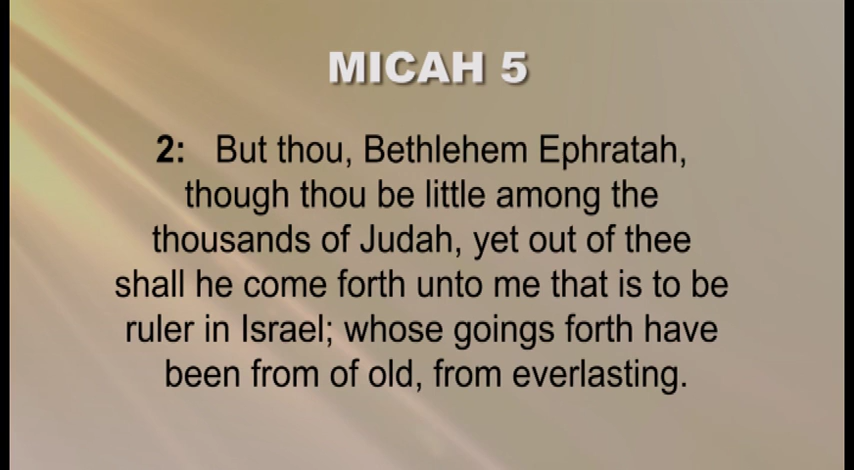 MICAH 5
2: But thou, Bethlehem Ephratah,
though thou be little among the
thousands of Judah, yet out of thee
shall he come forth unto me that is to be
ruler in Israel; whose goings forth have
been from of old, from everlasting.